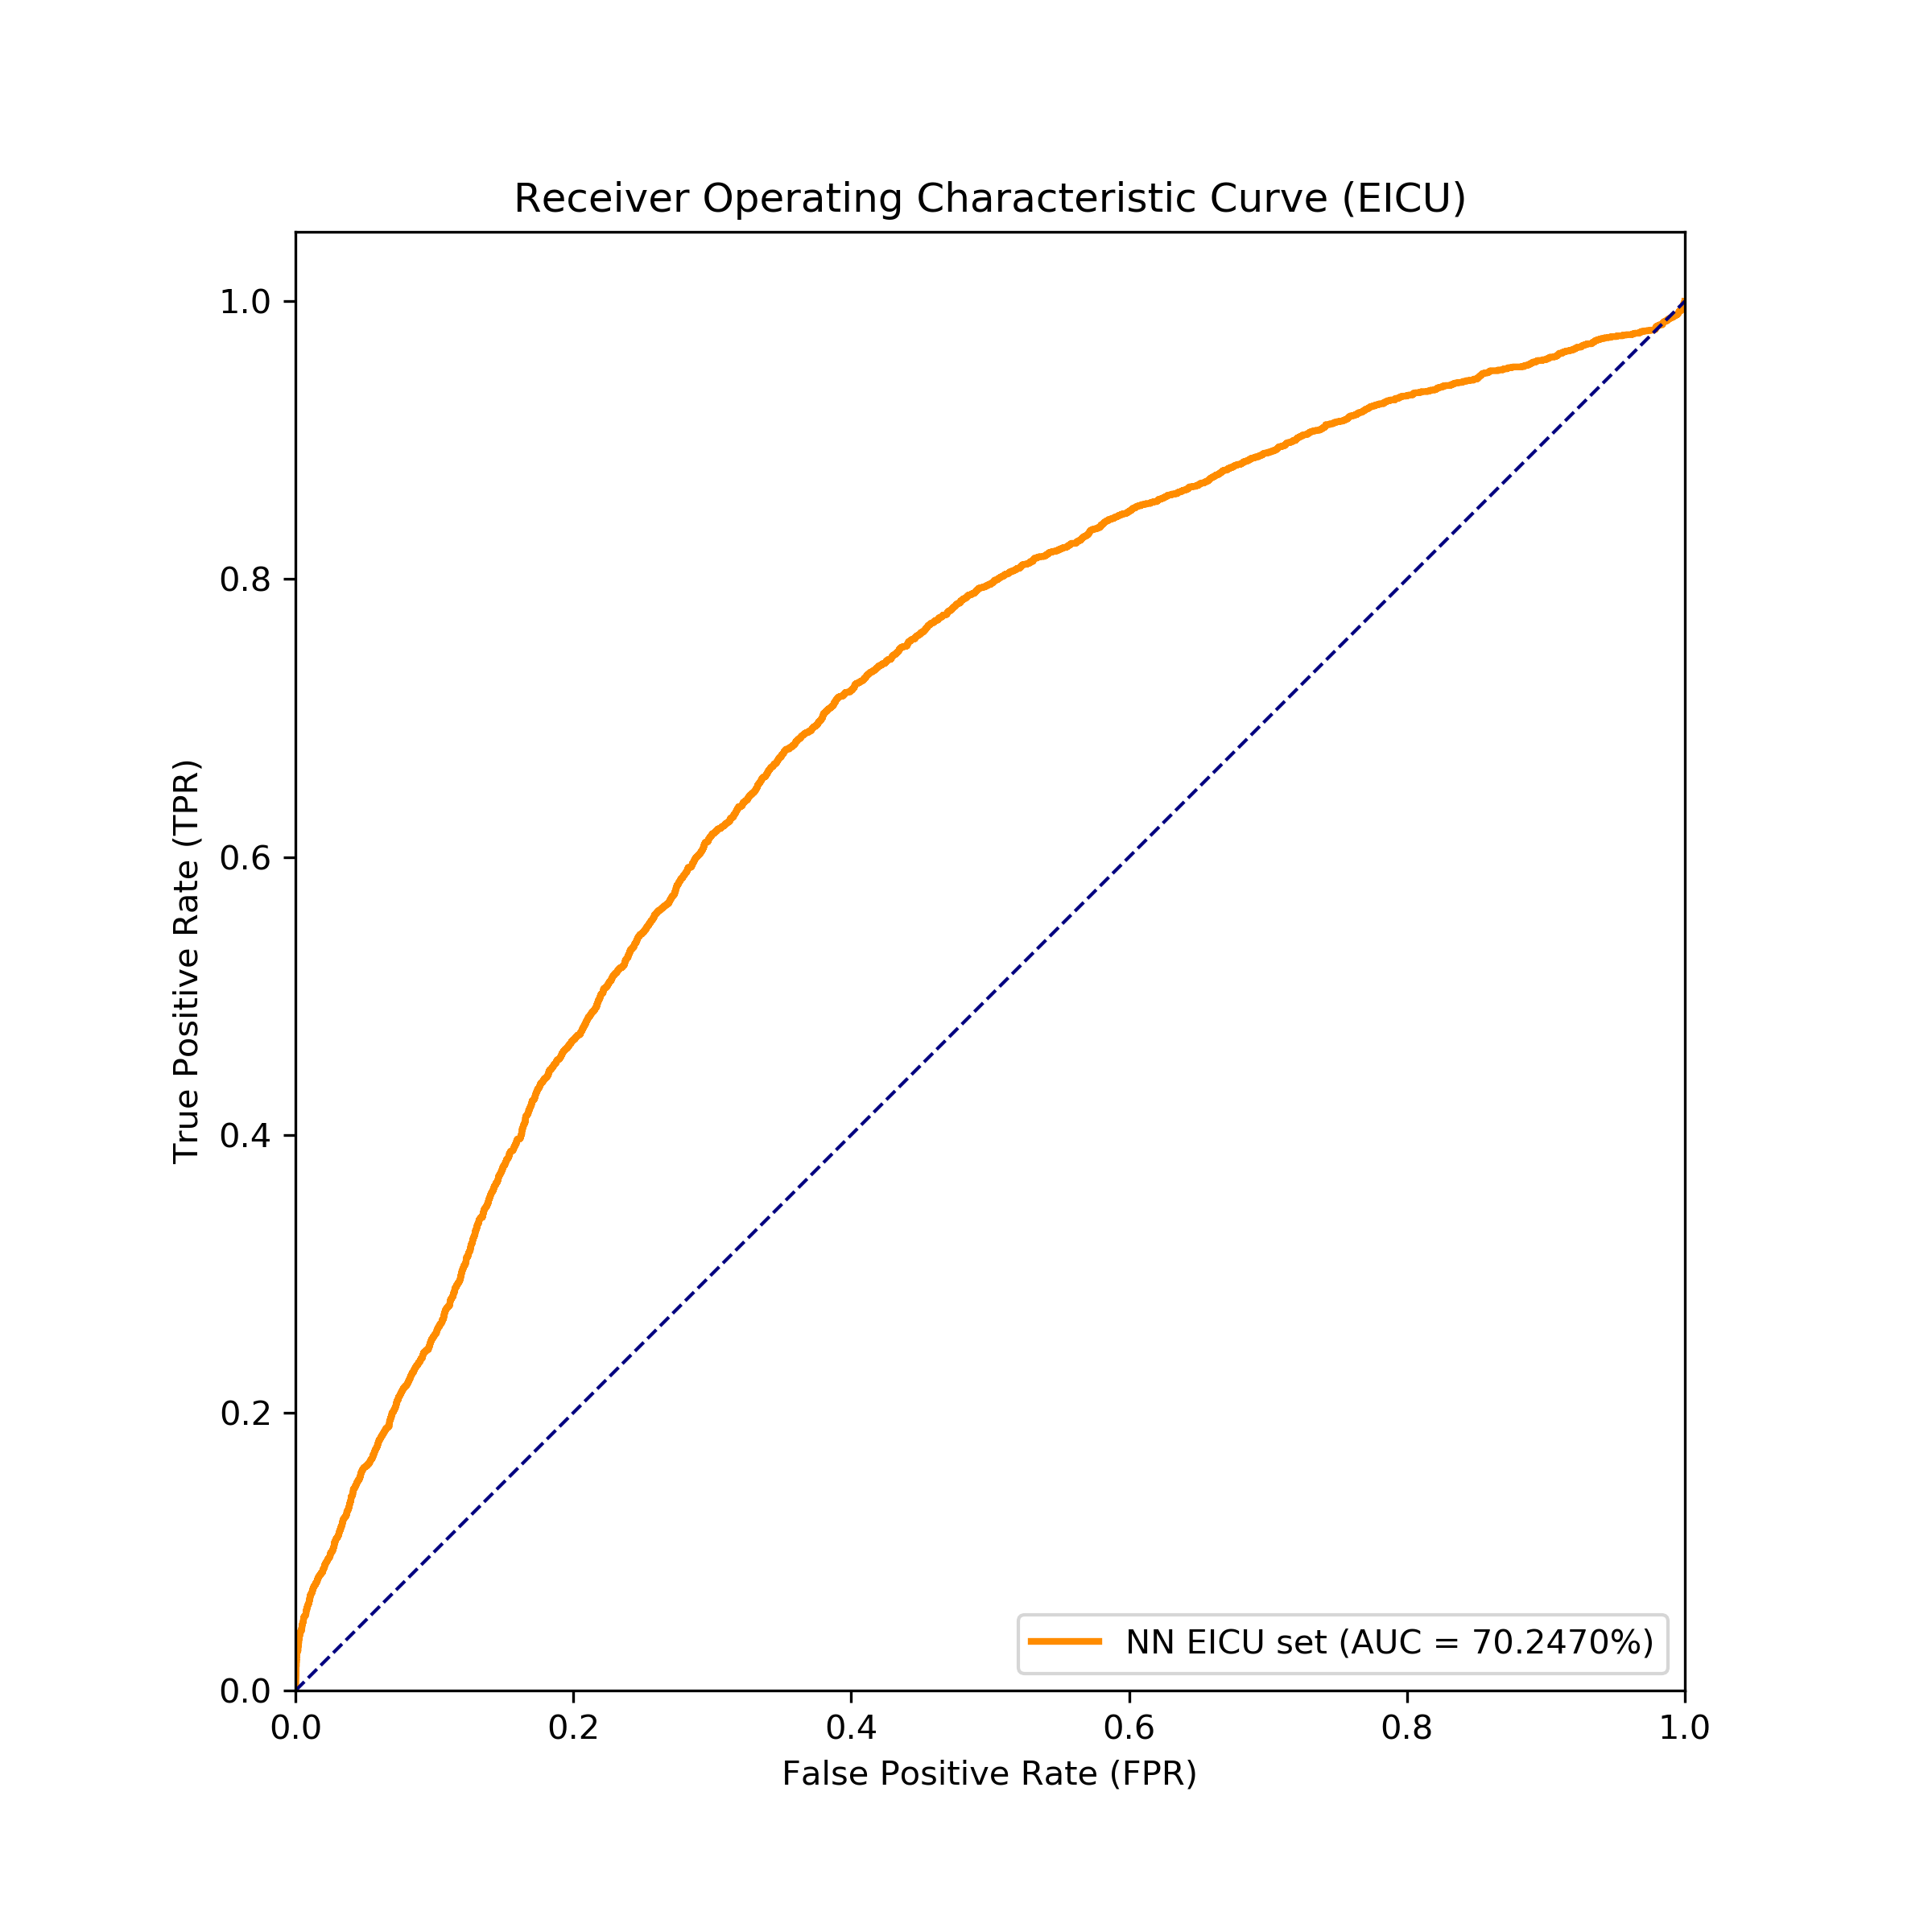 Receiver Operating Characteristic Curve (EICU)
True Positive Rate (TPR)
1.0
0.8
0.6
0.4
0.2
0.0
NN EICU set (AUC = 70.2470%)
0.0 0.2 0.4 0.6 0.8 1.0
False Positive Rate (FPR)